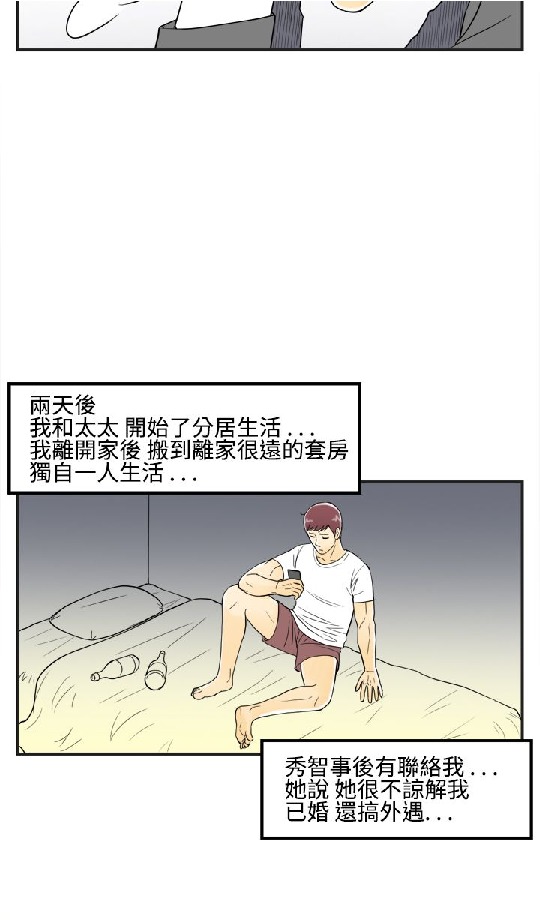 兩天後
我和太太 開始了分居生活...
我離開家後 搬到離家很遠的套房
獨自一人生活...
秀智事後有聯絡我...
她說 她很不諒解我
已婚 還搞外遇...